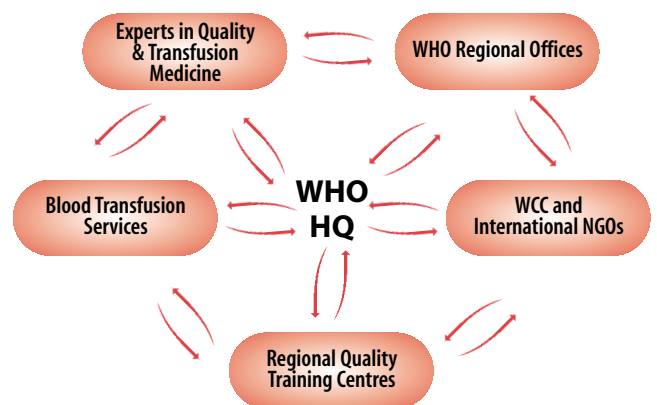 Experts in Quality
& Transfusion
Medicine
WHO Regional Offices
Blood Transfusion
Services
WHO
HQ
WCC and
International NGOs
Regional Quality
Training Centres